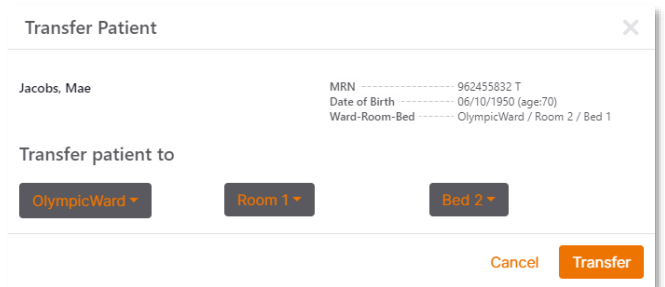 Transfer Patient
Jacobs, Mae
MRN 962455832 T
Date of Birth 06/10/1950 (age:70)
Ward-Room-Bed OlympicWard / Room 2 / Bed 1
Transfer patient to
OlympicWard Room 1 Bed 2
Cancel Transfer